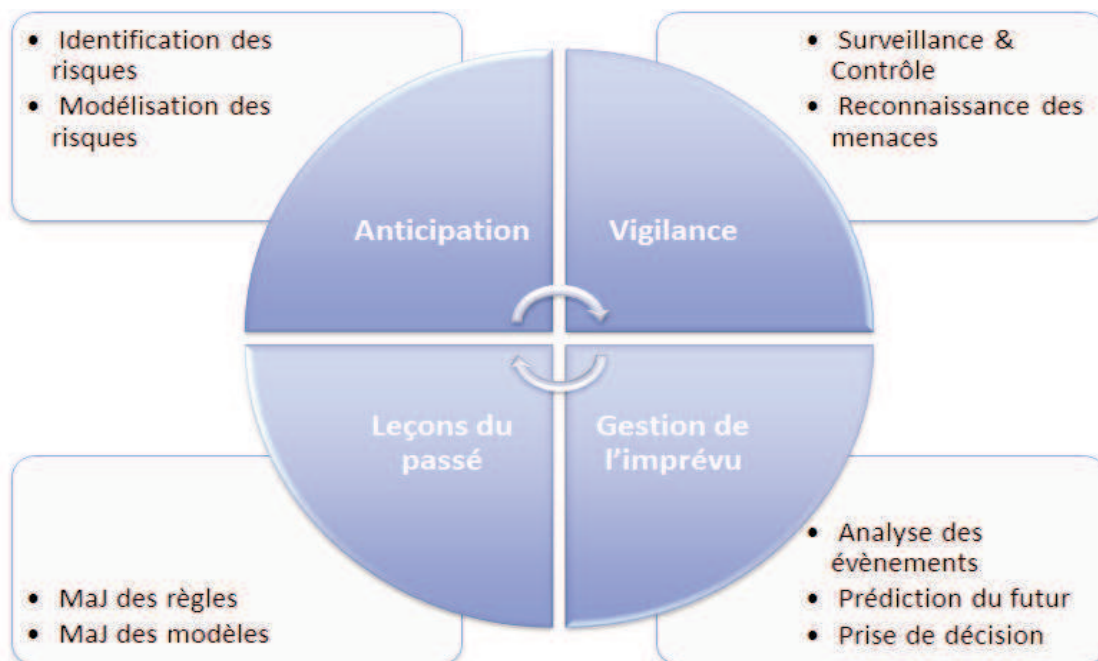 • Identification des
risques
• Modélisation des
risques
• Surveillance &
Contrôle
• Reconnaissance des
menaces
Anticipation
Vigilance
Leçons du
passé
Gestion de
l'imprévu
• MaJ des règles
• MaJ des modèles
• Analyse des
évènements
• Prédiction du futur
• Prise de décision